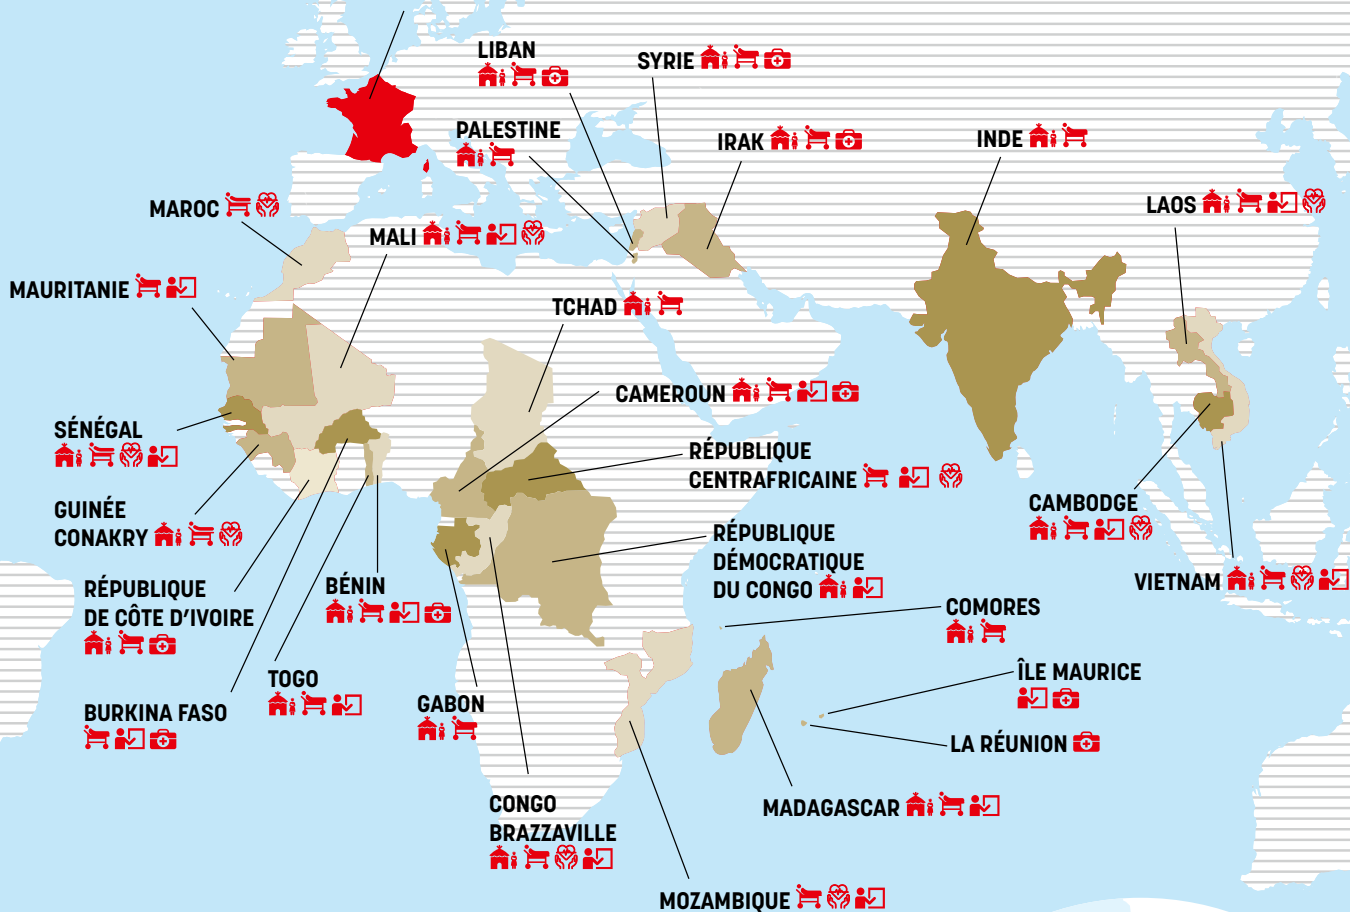 LIBAN
SYRIE
PALESTINE
IRAK
INDE
MAROC
LAOS
MALI
MAURITANIE
TCHAD
CAMEROUN
SÉNÉGAL
RÉPUBLIQUE
CENTRAFRICAINE
GUINÉE
CONAKRY
CAMBODGE
RÉPUBLIQUE
DÉMOCRATIQUE
DU CONGO
VIETNAM
RÉPUBLIQUE
DE CÔTE D'IVOIRE
BÉNIN
COMORES
TOGO
ÎLE MAURICE
GABON
BURKINA FASO
LA RÉUNION
CONGO
BRAZZAVILLE
MADAGASCAR
MOZAMBIQUE